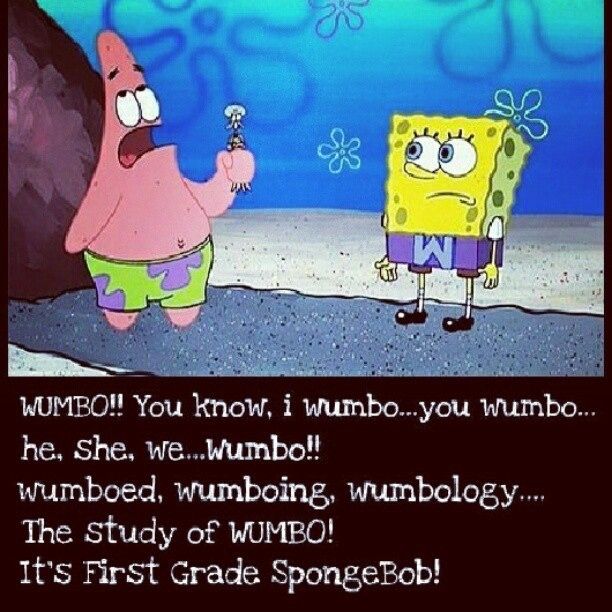 W
WUMBO!! You know, i wumbo...you wumbo...
he, she, we...Wumbo!!
wumboed, wumboing, wumbology....
The study of WUMBO!
It's First Grade SpongeBob!